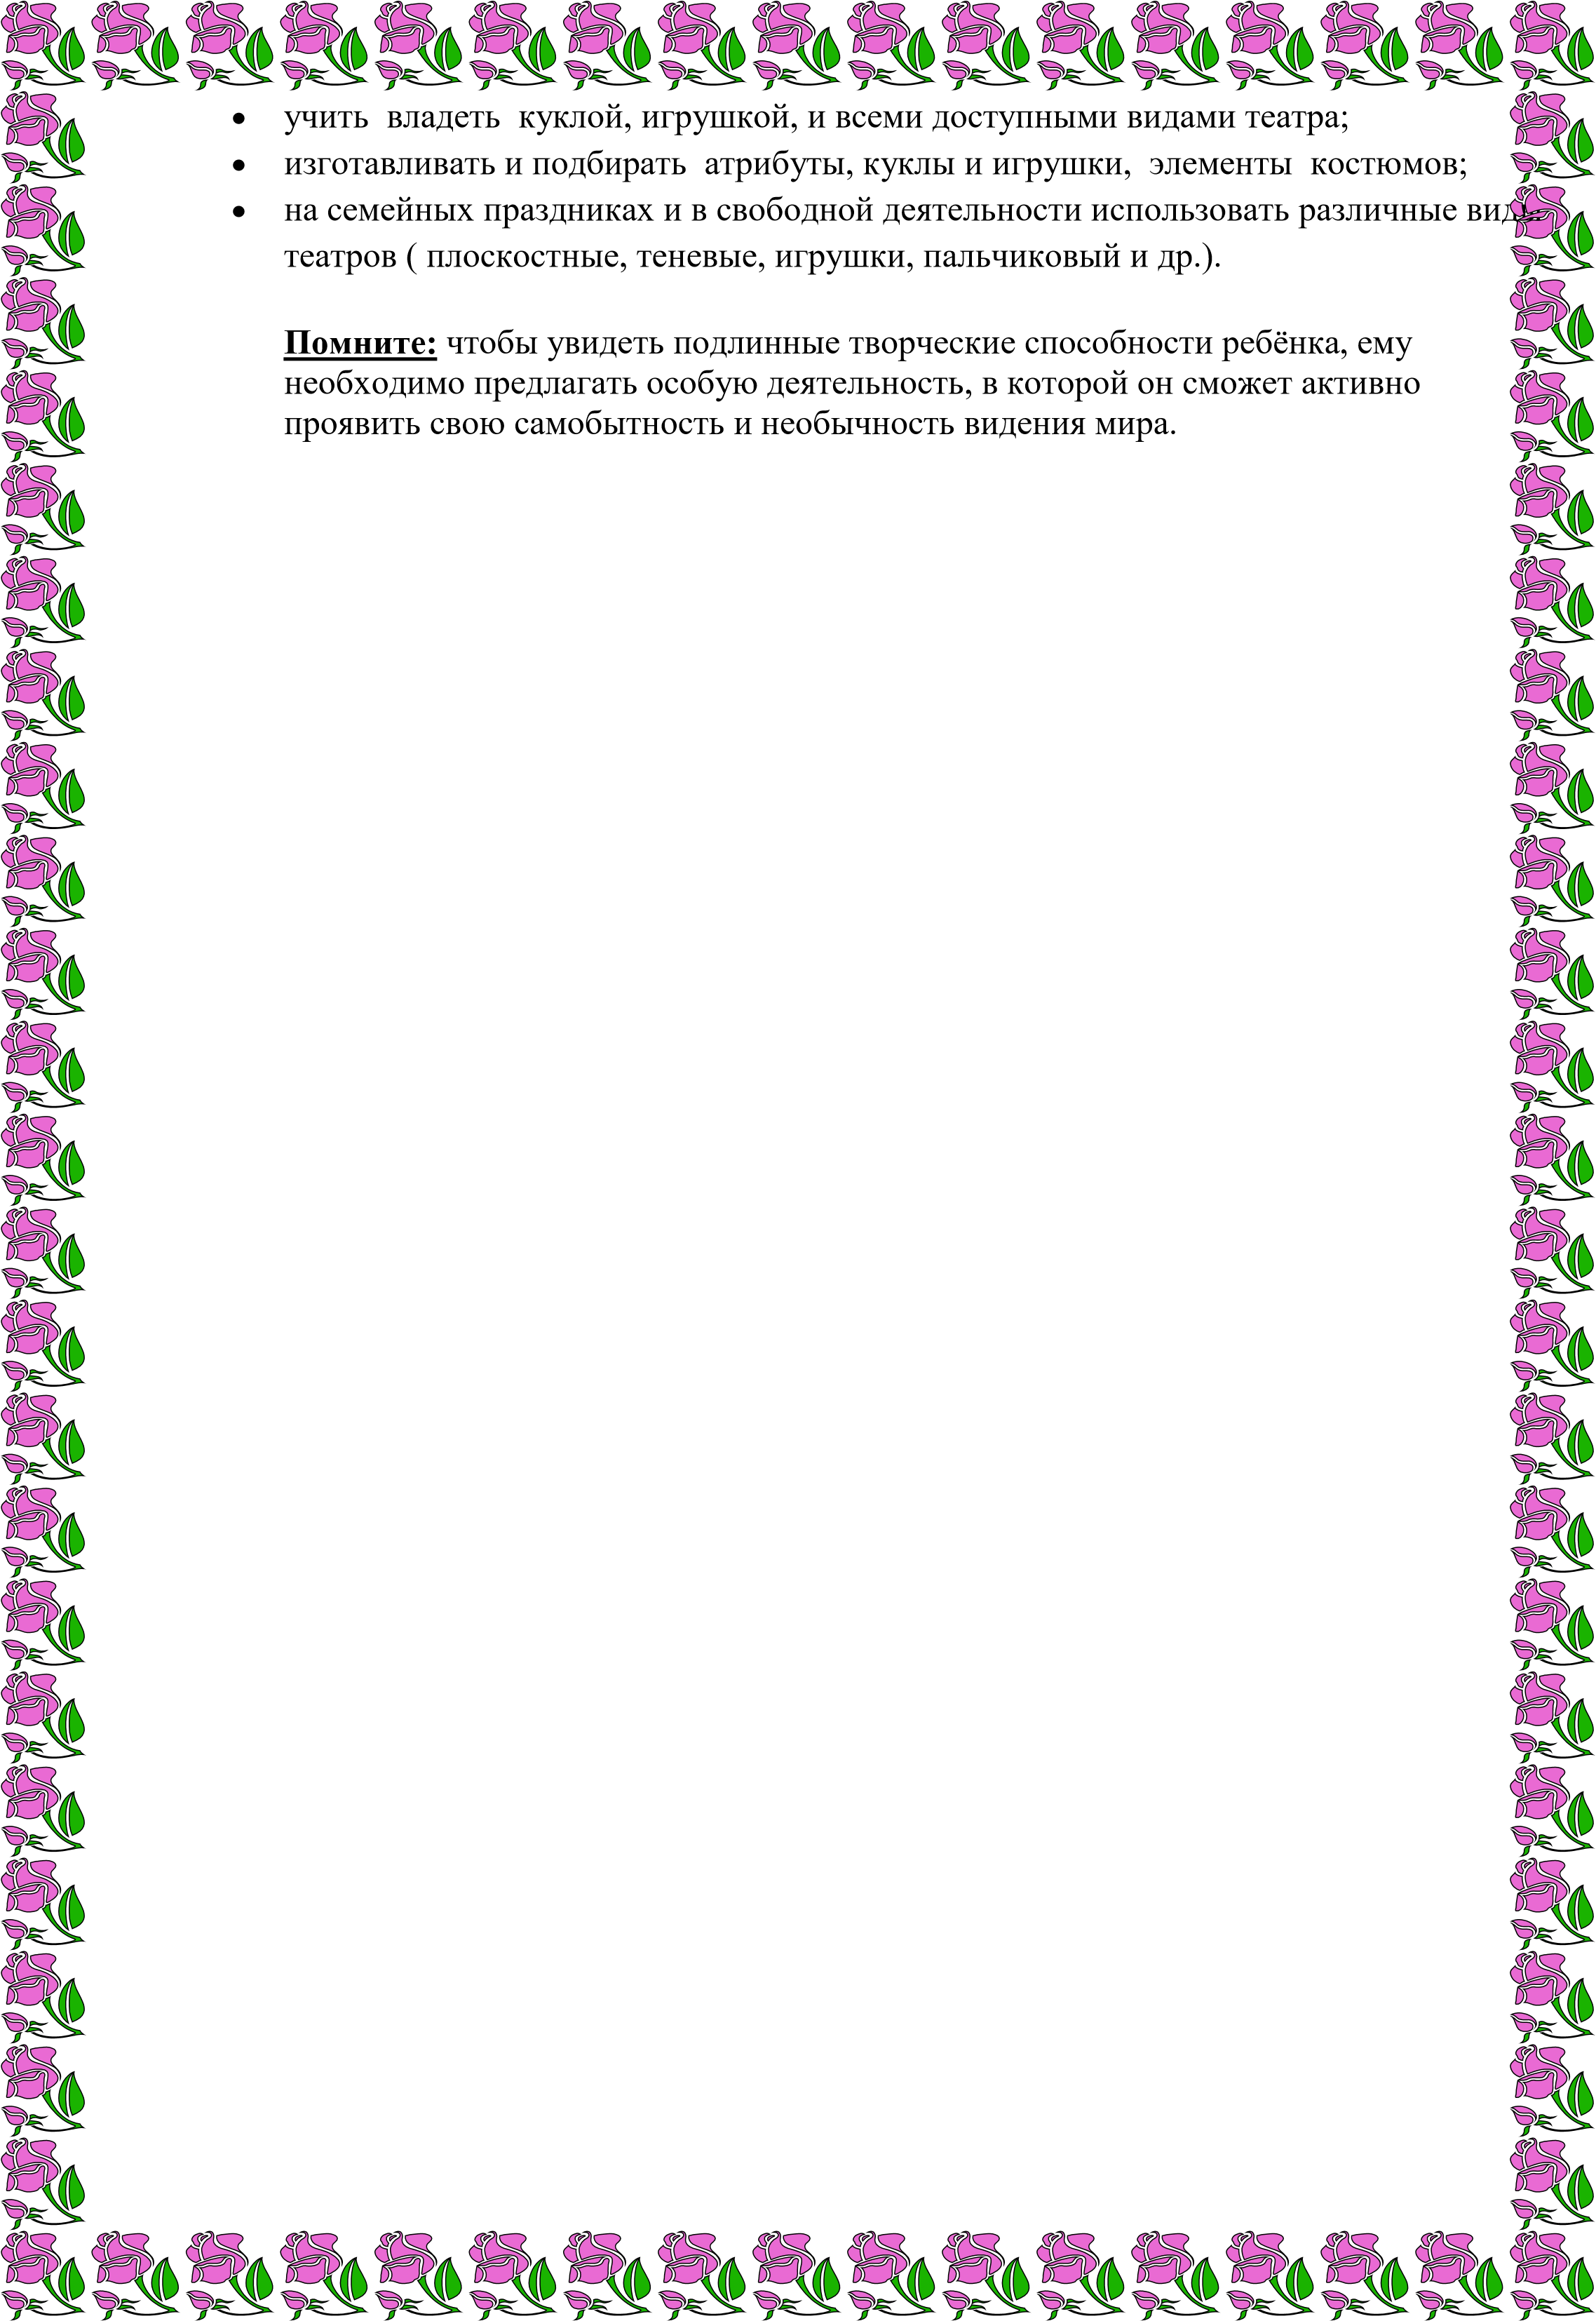 • учить владеть куклой, игрушкой, и всеми доступными видами театра;
• изготавливать и подбирать атрибуты, куклы и игрушки, элементы костюмов;
• на семейных праздниках и в свободной деятельности использовать различные виды
театров ( плоскостные, теневые, игрушки, пальчиковый и др.).
Помните: чтобы увидеть подлинные творческие способности ребёнка, ему
необходимо предлагать особую деятельность, в которой он сможет активно
проявить свою самобытность и необычность видения мира.